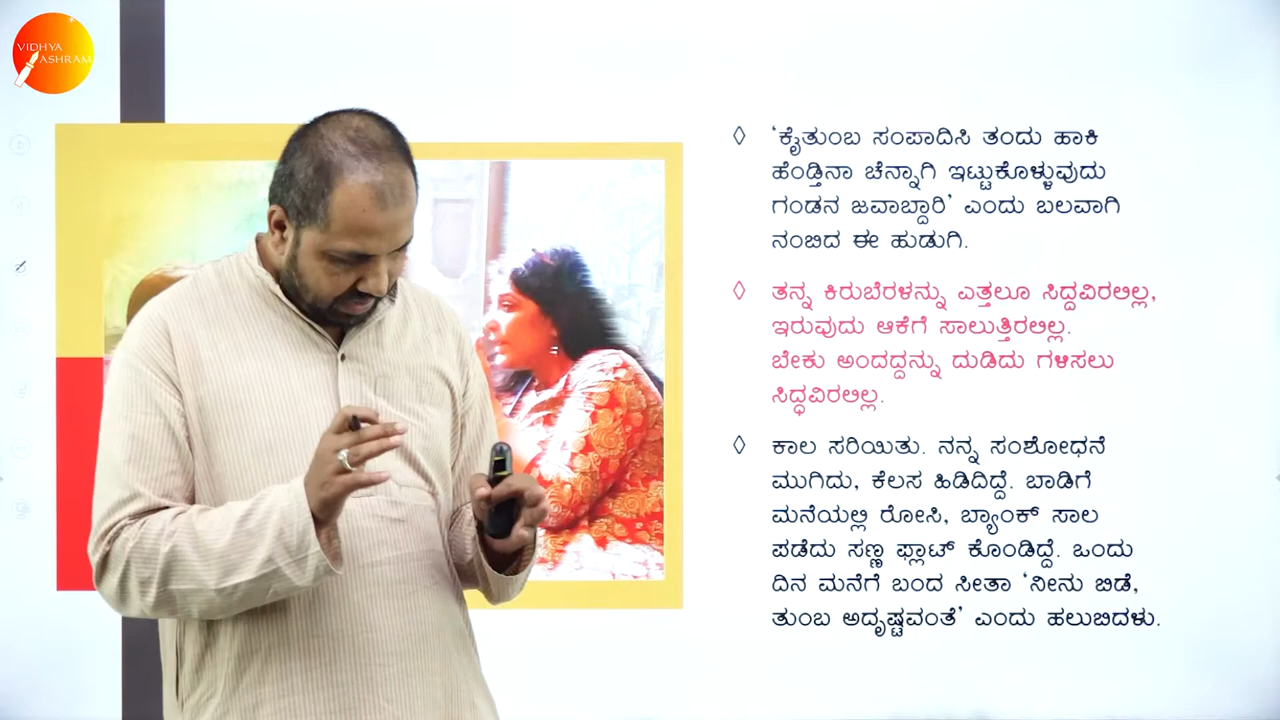 VIDHYA
ASHRAM
◊ ‘ಕೈತುಂಬ ಸಂಪಾದಿಸಿ ತಂದು ಹಾಕಿ
ಹೆಂಡ್ತಿನಾ ಚೆನ್ನಾಗಿ ಇಟ್ಟುಕೊಳ್ಳುವುದು
ಗಂಡನ ಜವಾಬ್ದಾರಿ’ ಎಂದು ಬಲವಾಗಿ
ನಂಬಿದ ಈ ಹುಡುಗಿ.
◊ ತನ್ನ ಕಿರುಬೆರಳನ್ನು ಎತ್ತಲೂ ಸಿದ್ದವಿರಲಿಲ್ಲ,
ಇರುವುದು ಆಕೆಗೆ ಸಾಲುತ್ತಿರಲಿಲ್ಲ.
ಬೇಕು ಅಂದದ್ದನ್ನು ದುಡಿದು ಗಳಿಸಲು
ಸಿದ್ಧವಿರಲಿಲ್ಲ.
◊ ಕಾಲ ಸರಿಯಿತು. ನನ್ನ ಸಂಶೋಧನೆ
ಮುಗಿದು, ಕೆಲಸ ಹಿಡಿದಿದ್ದೆ. ಬಾಡಿಗೆ
ಮನೆಯಲ್ಲಿ ರೋಸಿ, ಬ್ಯಾಂಕ್ ಸಾಲ
ಪಡೆದು ಸಣ್ಣ ಫ್ಲಾಟ್ ಕೊಂಡಿದ್ದೆ. ಒಂದು
ದಿನ ಮನೆಗೆ ಬಂದ ಸೀತಾ ‘ನೀನು ಬಿಡೆ,
ತುಂಬ ಅದೃಷ್ಟವಂತೆ’ ಎಂದು ಹಲುಬಿದಳು.